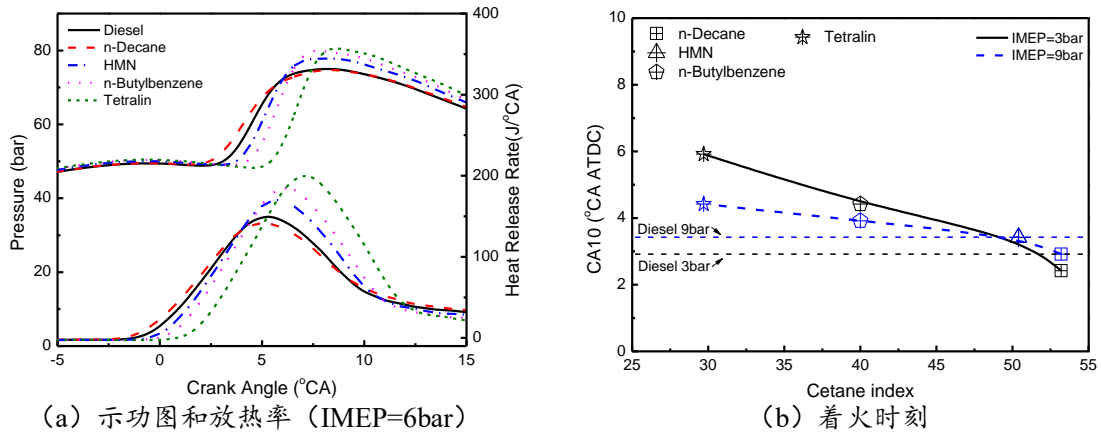 Diesel
n-Decane
HMN
n-Butylbenzene
Tetralin
0
20
40
60
80
Pressure (bar)
0
100
200
300
400
Heat Release Rate(J/°CA)
-5
0
5
10
15
Crank Angle (°CA)
(a) 示功图和放热率 (IMEP=6bar)
n-Decane
HMN
n-Butylbenzene
Tetralin
IMEP=3bar
IMEP=9bar
0
2
4
6
8
10
CA10 (°CA ATDC)
Diesel 9bar
Diesel 3bar
25
30
35
40
45
50
55
Cetane index
(b) 着火时刻